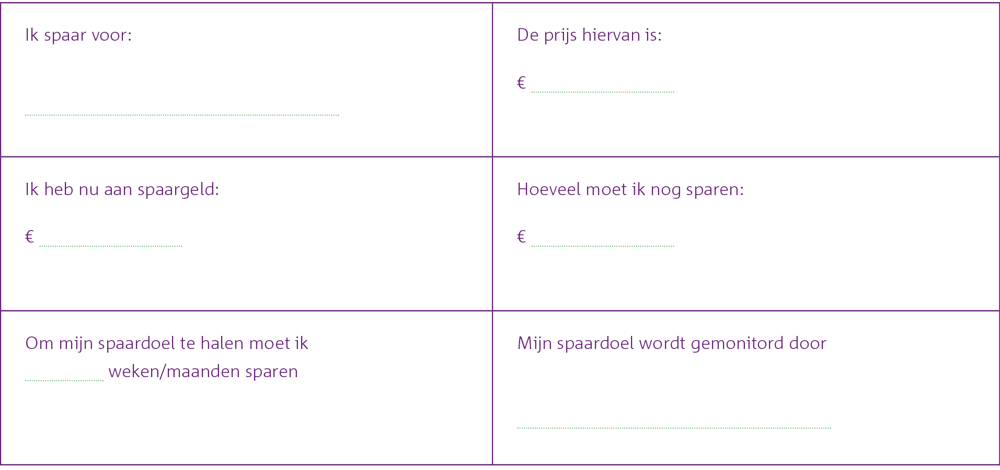 Ik spaar voor:
De prijs hiervan is:
€
Ik heb nu aan spaargeld:
€
Hoeveel moet ik nog sparen:
€
Om mijn spaardoel te halen moet ik
weken/maanden sparen
Mijn spaardoel wordt gemonitord door